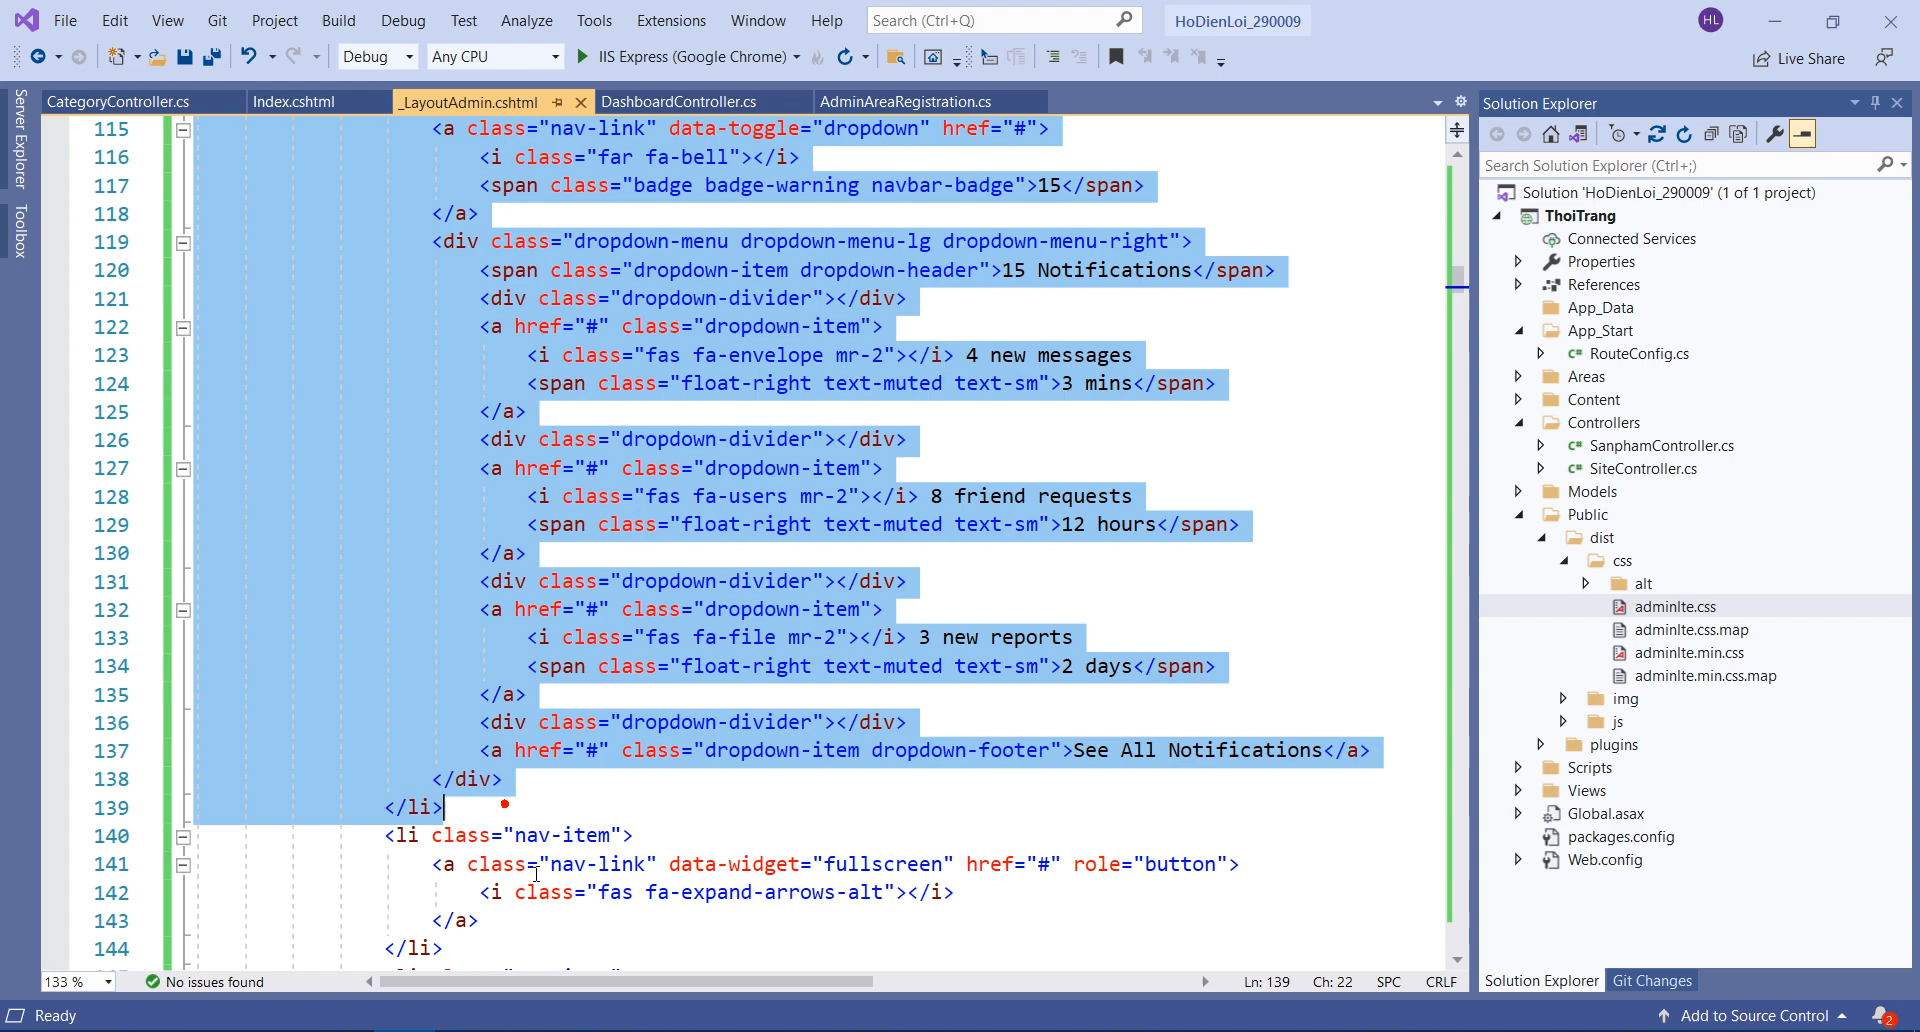 File Edit View Git Project Build Debug Test Analyze Tools Extensions Window Help Search (Ctrl+Q) HoDienLoi_290009 HL
Debug Any CPU IIS Express (Google Chrome) Live Share
Server Explorer
Toolbox
CategoryController.cs Index.cshtml _LayoutAdmin.cshtml DashboardController.cs AdminAreaRegistration.cs
115 <a class="nav-link" data-toggle="dropdown" href="#">
116 <i class="far fa-bell"></i>
117 <span class="badge badge-warning navbar-badge">15</span>
118 </a>
119 <div class="dropdown-menu dropdown-menu-lg dropdown-menu-right">
120 <span class="dropdown-item dropdown-header">15 Notifications</span>
121 <div class="dropdown-divider"></div>
122 <a href="#" class="dropdown-item">
123 <i class="fas fa-envelope mr-2"></i> 4 new messages
124 <span class="float-right text-muted text-sm">3 mins</span>
125 </a>
126 <div class="dropdown-divider"></div>
127 <a href="#" class="dropdown-item">
128 <i class="fas fa-users mr-2"></i> 8 friend requests
129 <span class="float-right text-muted text-sm">12 hours</span>
130 </a>
131 <div class="dropdown-divider"></div>
132 <a href="#" class="dropdown-item">
133 <i class="fas fa-file mr-2"></i> 3 new reports
134 <span class="float-right text-muted text-sm">2 days</span>
135 </a>
136 <div class="dropdown-divider"></div>
137 <a href="#" class="dropdown-item dropdown-footer">See All Notifications</a>
138 </div>
139 </li>
140 <li class="nav-item">
141 <a class="nav-link" data-widget="fullscreen" href="#" role="button">
142 <i class="fas fa-expand-arrows-alt"></i>
143 </a>
144 </li>
133 % No issues found Ln: 139 Ch: 22 SPC CRLF
Solution Explorer
Search Solution Explorer (Ctrl+;)
Solution 'HoDienLoi_290009' (1 of 1 project)
ThoiTrang
Connected Services
Properties
References
App_Data
App_Start
C# RouteConfig.cs
Areas
Content
Controllers
C# SanphamController.cs
C# SiteController.cs
Models
Public
dist
css
alt
adminlte.css
adminlte.css.map
adminlte.min.css
adminlte.min.css.map
img
js
plugins
Scripts
Views
Global.asax
packages.config
Web.config
Solution Explorer Git Changes
Ready Add to Source Control 2